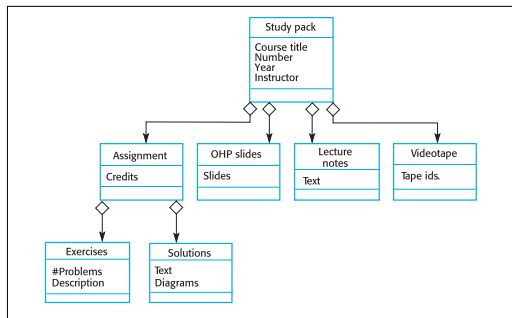 Study pack
Course title
Number
Year
Instructor
Assignment
Credits
OHP slides
Slides
Lecture
notes
Text
Videotape
Tape ids.
Exercises
#Problems
Description
Solutions
Text
Diagrams